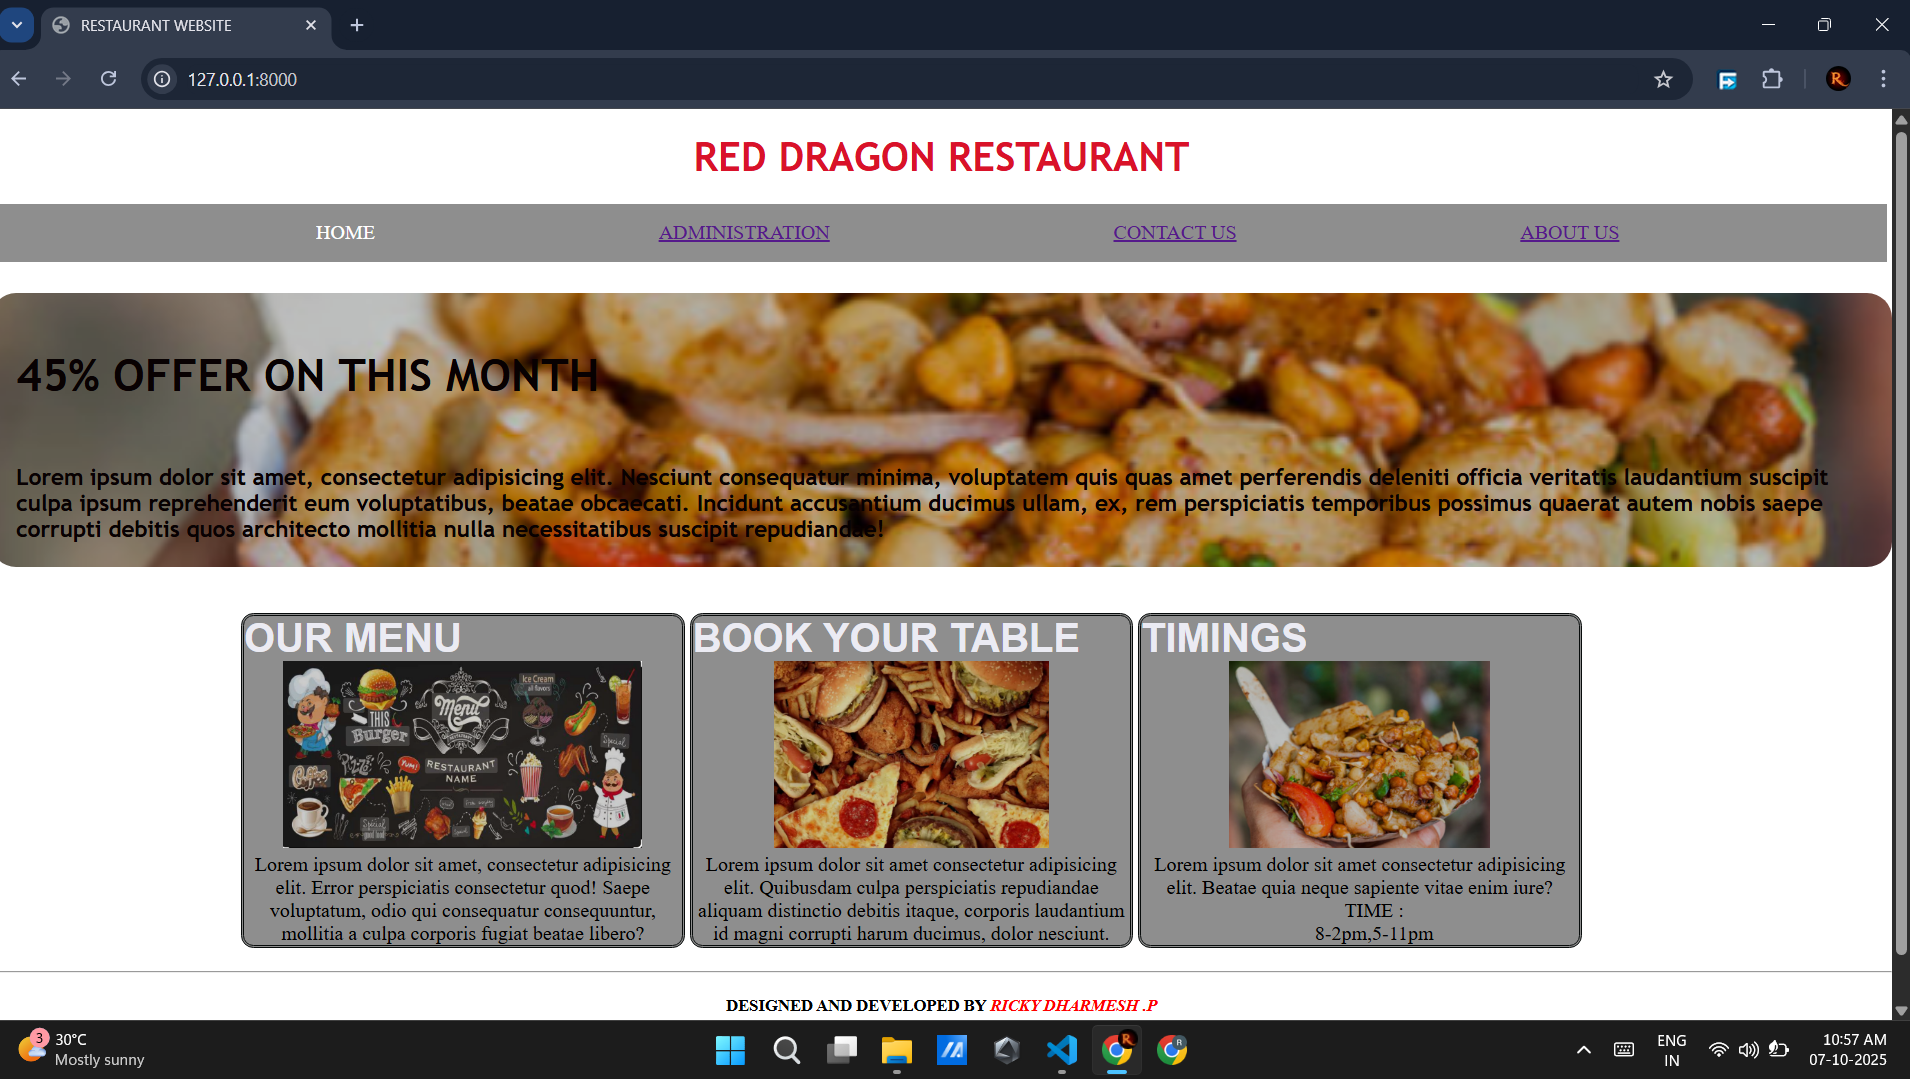 RESTAURANT WEBSITE
127.0.0.1:8000
RED DRAGON RESTAURANT
HOME ADMINISTRATION CONTACT US ABOUT US
45% OFFER ON THIS MONTH
Lorem ipsum dolor sit amet, consectetur adipisicing elit. Nesciunt consequatur minima, voluptatem quis quas amet perferendis deleniti officia veritatis laudantium suscipit
culpa ipsum reprehenderit eum voluptatibus, beatae obcaecati. Incidunt accusantium ducimus ullam, ex, rem perspiciatis temporibus possimus quaerat autem nobis saepe
corrupti debitis quos architecto mollitia nulla necessitatibus suscipit repudiandae!
OUR MENU
Ice Cream
all flavors
THIS
Burger
Menu
Special
Pizza
YUM!
RESTAURANT
NAME
Coffee
Special
Lorem ipsum dolor sit amet, consectetur adipisicing
elit. Error perspiciatis consectetur quod! Saepe
voluptatum, odio qui consequatur consequuntur,
mollitia a culpa corporis fugiat beatae libero?
BOOK YOUR TABLE
Lorem ipsum dolor sit amet consectetur adipisicing
elit. Quibusdam culpa perspiciatis repudiandae
aliquam distinctio debitis itaque, corporis laudantium
id magni corrupti harum ducimus, dolor nesciunt.
TIMINGS
Lorem ipsum dolor sit amet consectetur adipisicing
elit. Beatae quia neque sapiente vitae enim iure?
TIME :
8-2pm,5-11pm
DESIGNED AND DEVELOPED BY RICKY DHARMESH .P
3
30°C
Mostly sunny
ENG
IN
10:57 AM
07-10-2025